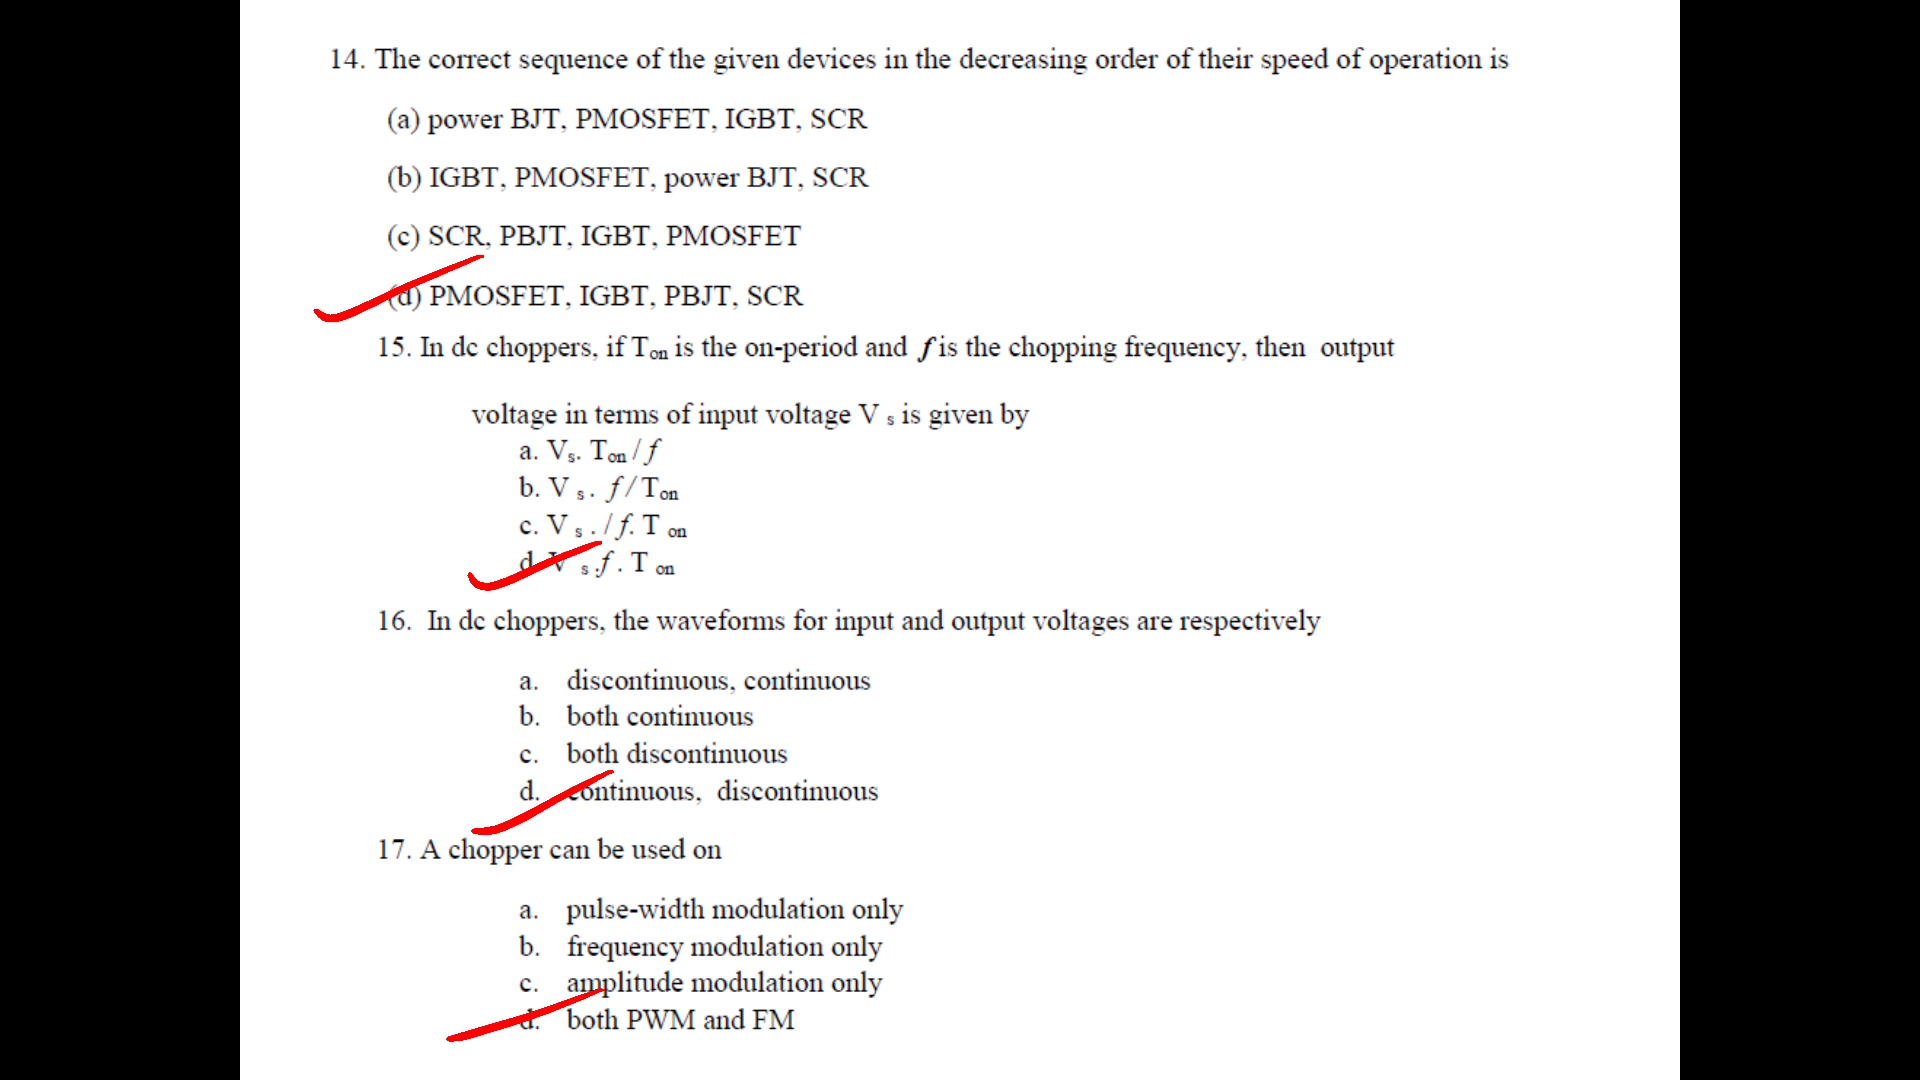 14. The correct sequence of the given devices in the decreasing order of their speed of operation is
(a) power BJT, PMOSFET, IGBT, SCR
(b) IGBT, PMOSFET, power BJT, SCR
(c) SCR, PBJT, IGBT, PMOSFET
(d) PMOSFET, IGBT, PBJT, SCR
15. In dc choppers, if Ton is the on-period and f is the chopping frequency, then output
voltage in terms of input voltage V s is given by
a. Vs. Ton / f
b. V s . f / Ton
c. V s . / f. T on
d. V s .f . T on
16. In dc choppers, the waveforms for input and output voltages are respectively
a. discontinuous, continuous
b. both continuous
c. both discontinuous
d. continuous, discontinuous
17. A chopper can be used on
a. pulse-width modulation only
b. frequency modulation only
c. amplitude modulation only
d. both PWM and FM